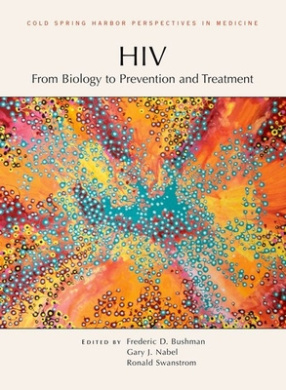 COLD SPRING HARBOR PERSPECTIVES IN MEDICINE
HIV
From Biology to Prevention and Treatment
EDITED BY Frederic D. Bushman
Gary J. Nabel
Ronald Swanstrom